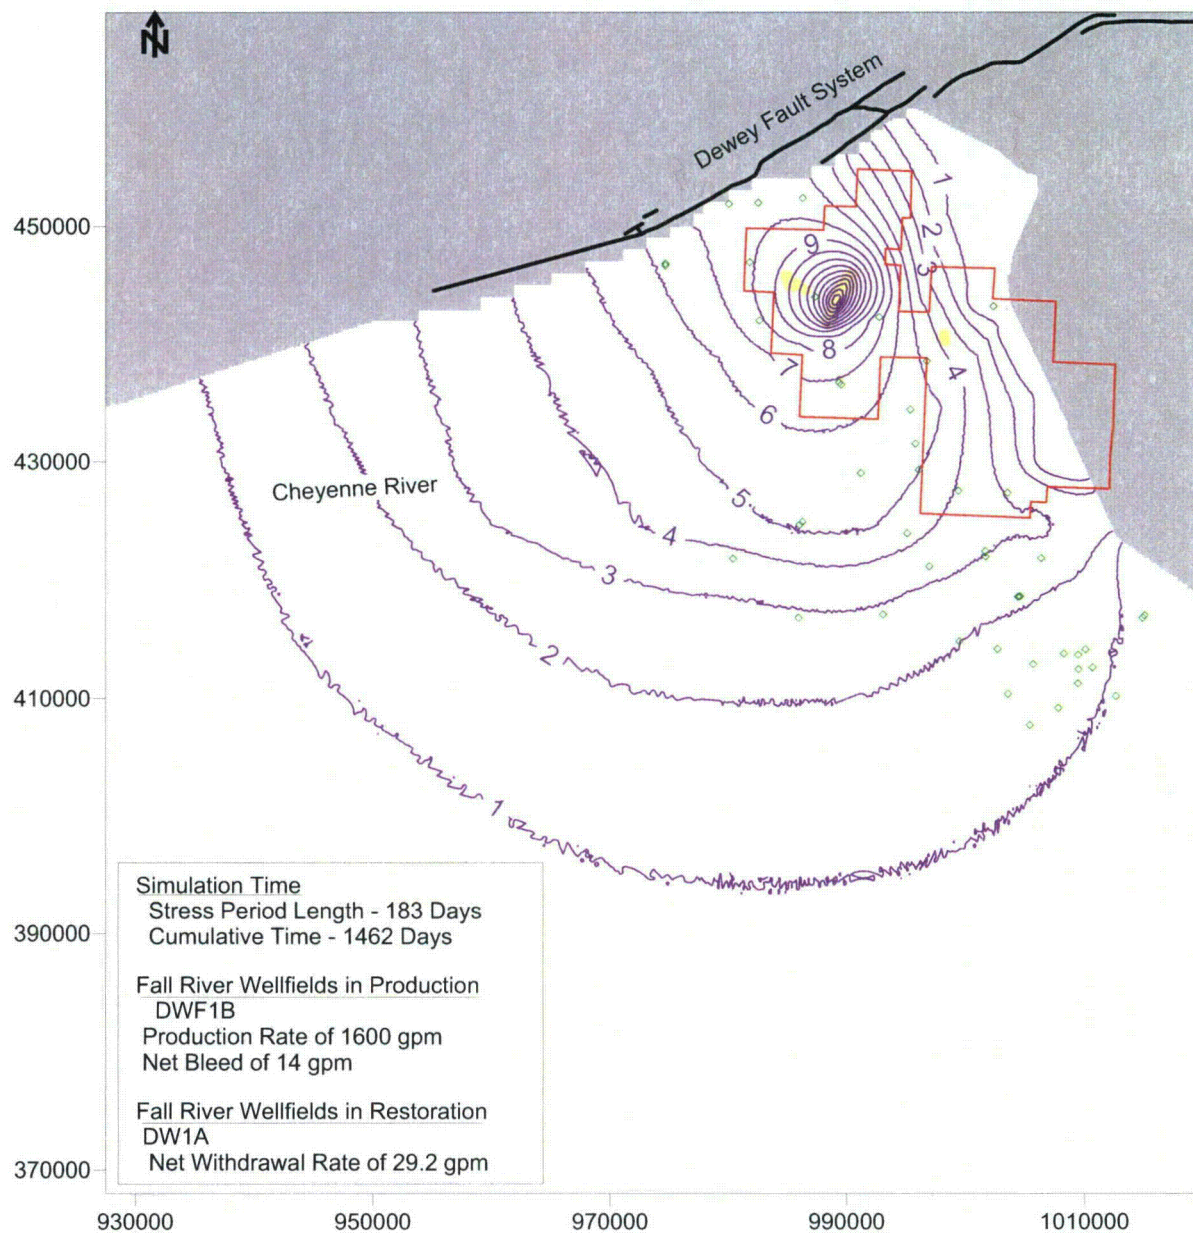 N
Dewey Fault System
450000
430000
410000
390000
370000
1
2
3
9
8
7
4
6
5
Cheyenne River
4
3
2
1
Simulation Time
Stress Period Length - 183 Days
Cumulative Time - 1462 Days
Fall River Wellfields in Production
DWF1B
Production Rate of 1600 gpm
Net Bleed of 14 gpm
Fall River Wellfields in Restoration
DW1A
Net Withdrawal Rate of 29.2 gpm
930000 950000 970000 990000 1010000